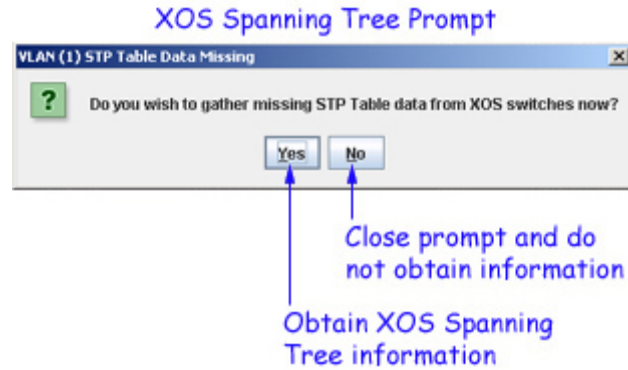 XOS Spanning Tree Prompt
VLAN (1) STP Table Data Missing
Do you wish to gather missing STP Table data from XOS switches now?
Yes No
Close prompt and do
not obtain information
Obtain XOS Spanning
Tree information